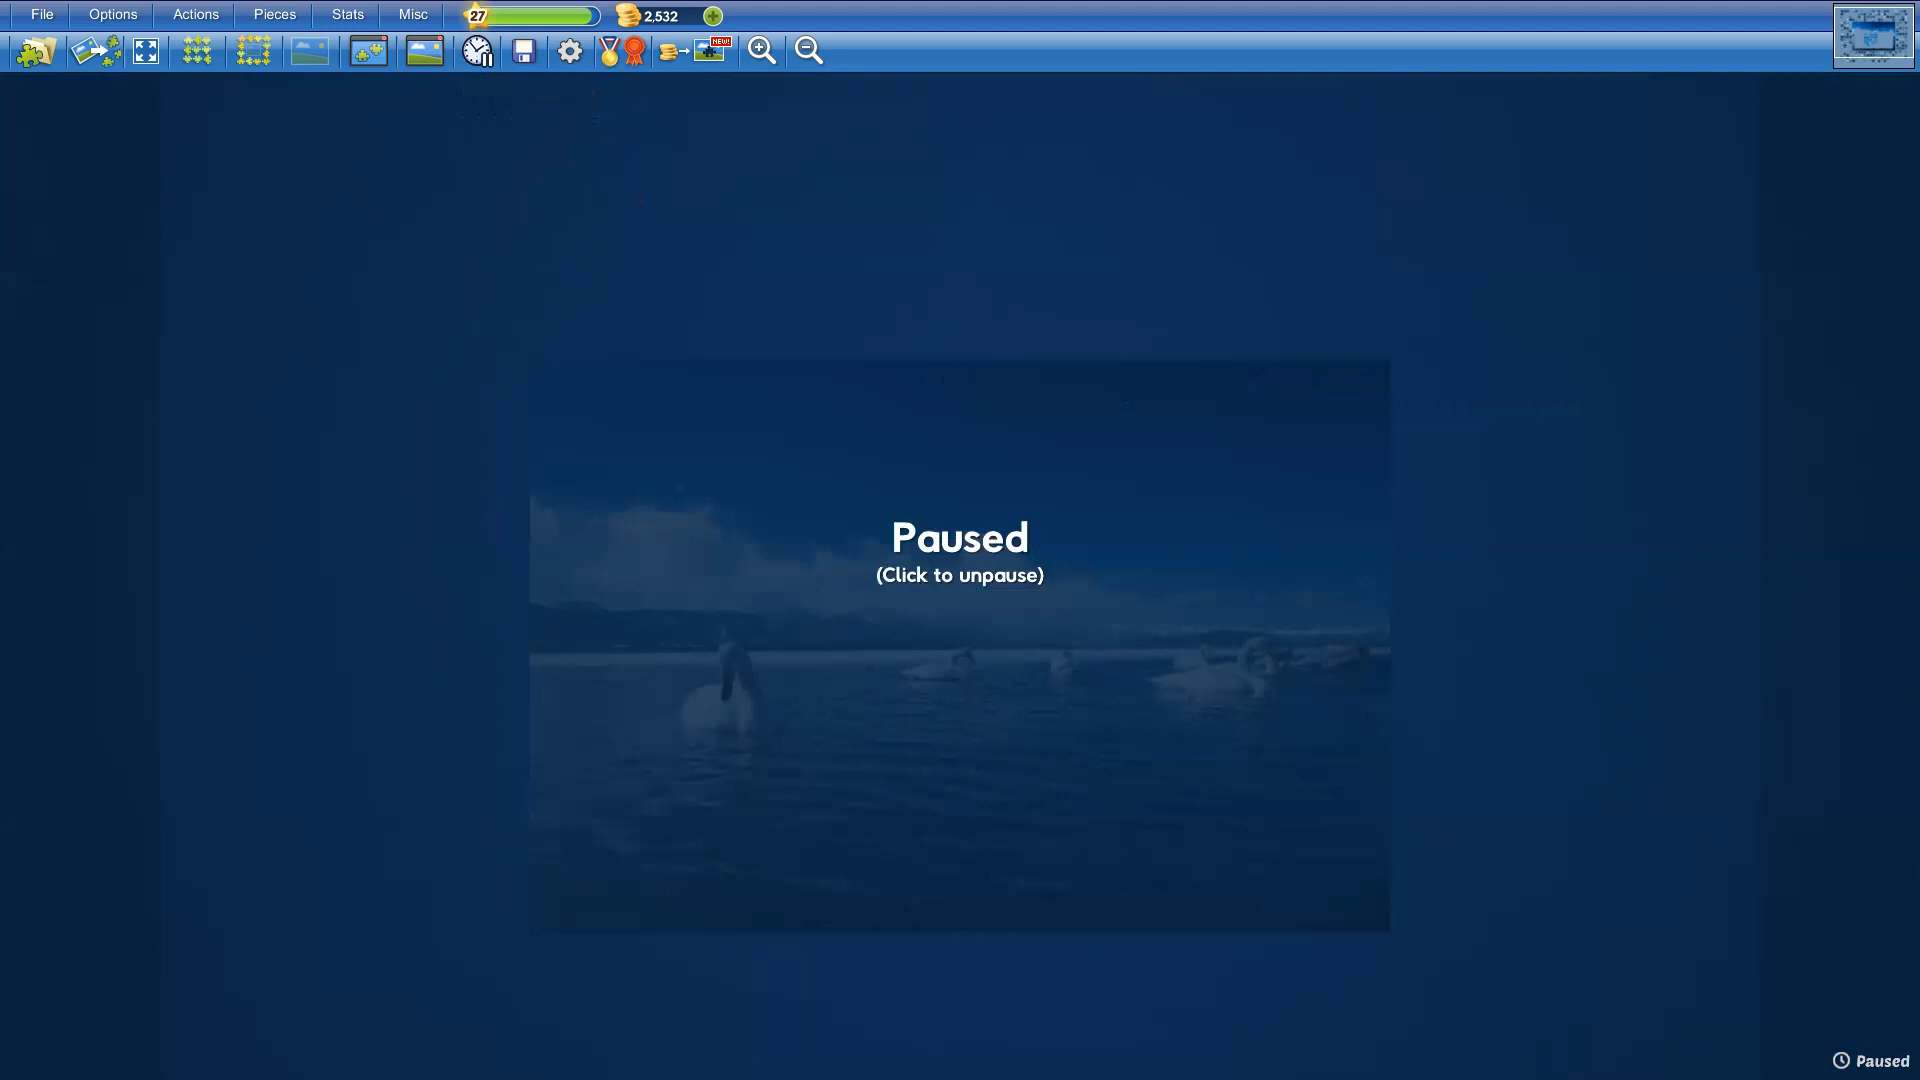 File Options Actions Pieces Stats Misc 27 2,532
NEW!
Paused
(Click to unpause)
Paused